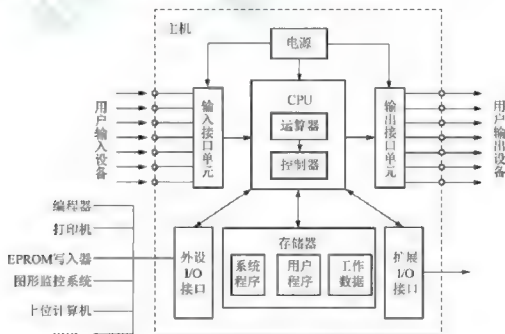 主机
电源
用户输入设备
输入接口单元
CPU
运算器
控制器
输出接口单元
用户输出设备
编程器
打印机
EPROM写入器
图形监控系统
上位计算机
外设
I/O
接口
存储器
系统
程序
用户
程序
工作
数据
扩展
I/O
接口